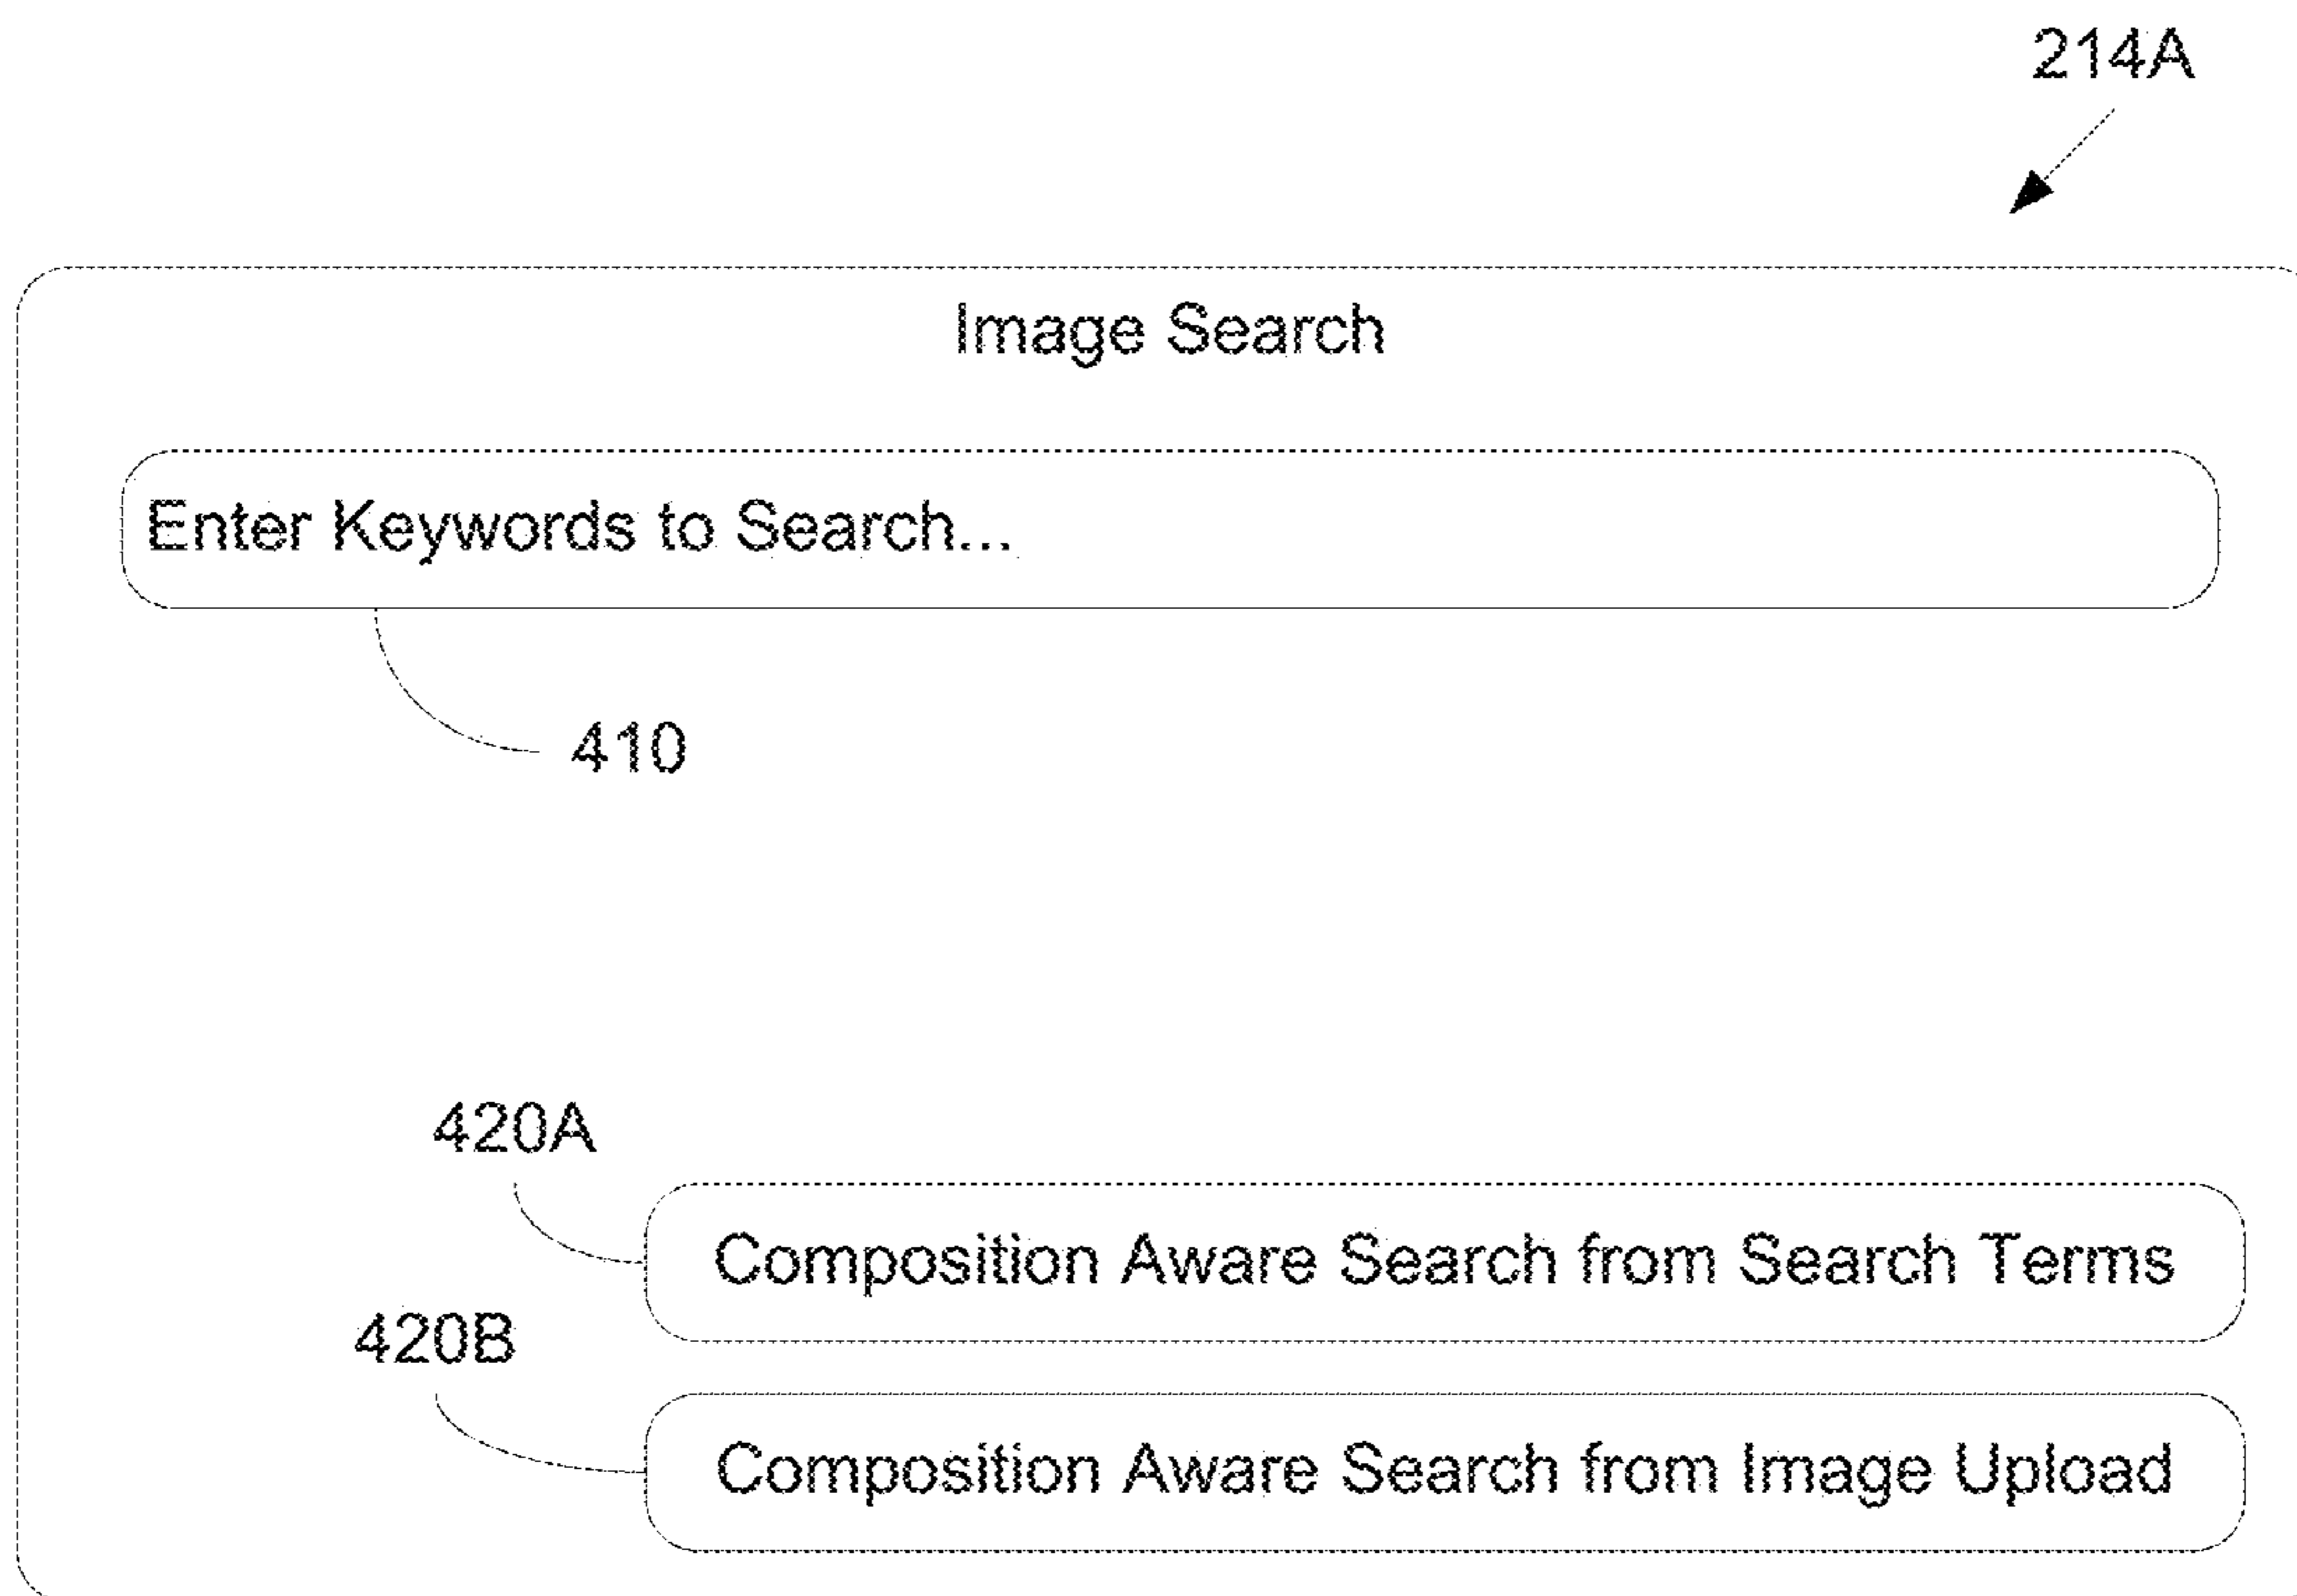 214A
Image Search
Enter Keywords to Search...
410
420A
Composition Aware Search from Search Terms
420B
Composition Aware Search from Image Upload